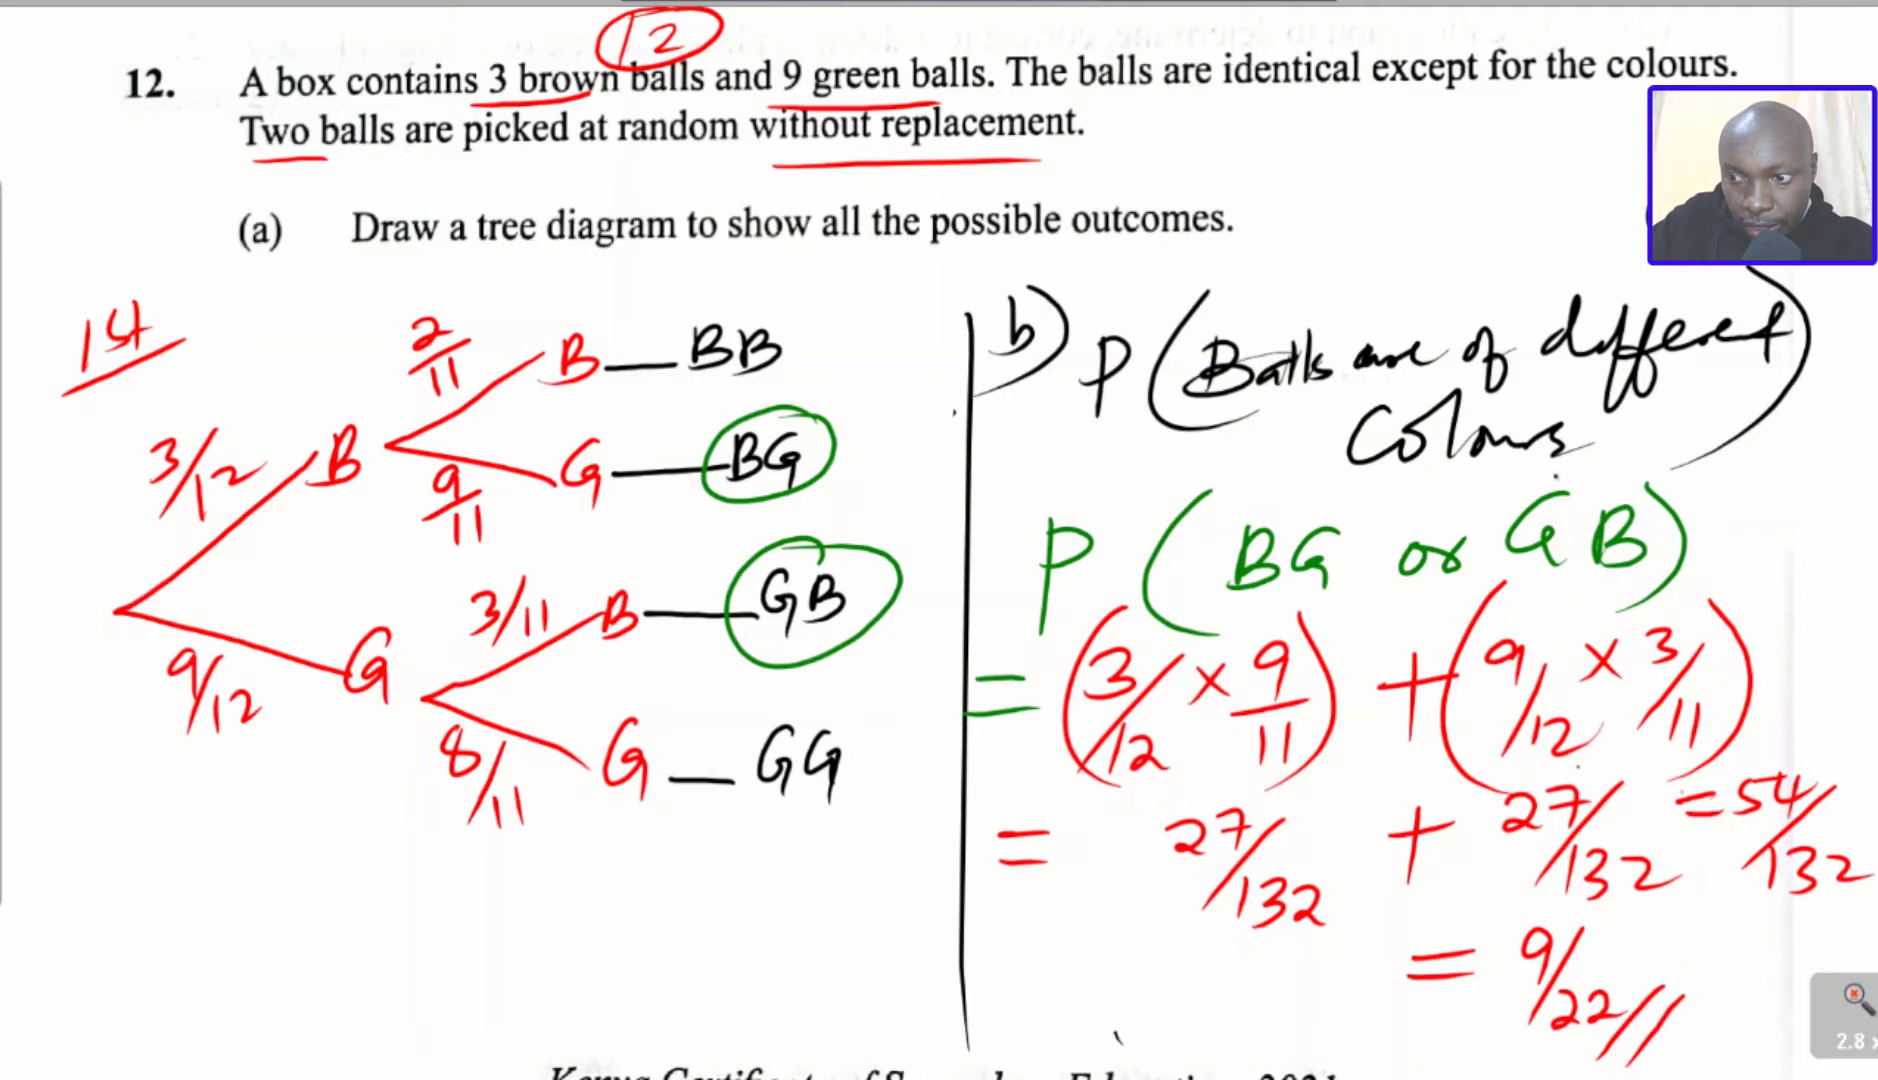 12
12. A box contains 3 brown balls and 9 green balls. The balls are identical except for the colours.
Two balls are picked at random without replacement.
(a) Draw a tree diagram to show all the possible outcomes.
1st
3/12 B
2/11 B — BB
9/11 G — BG
9/12 G
3/11 B — GB
8/11 G — GG
b) P(Balls are of different
Colours)
P(BG or GB)
= (3/12 × 9/11) + (9/12 × 3/11)
= 27/132 + 27/132 = 54/132
= 9/22//
2.8 x